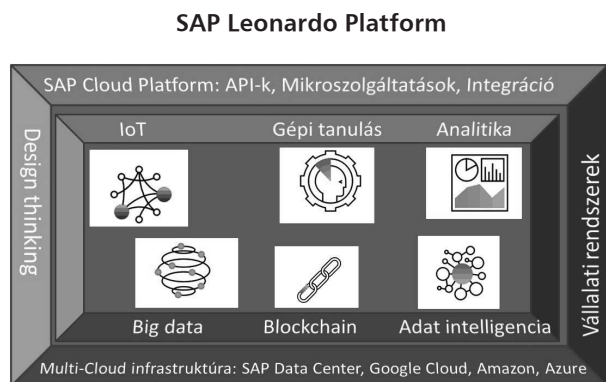 SAP Leonardo Platform
SAP Cloud Platform: API-k, Mikroszolgáltatások, Integráció
Design thinking
IoT
Gépi tanulás
Analitika
Big data
Blockchain
Adat intelligencia
Vállalati rendszerek
Multi-Cloud infrastruktúra: SAP Data Center, Google Cloud, Amazon, Azure